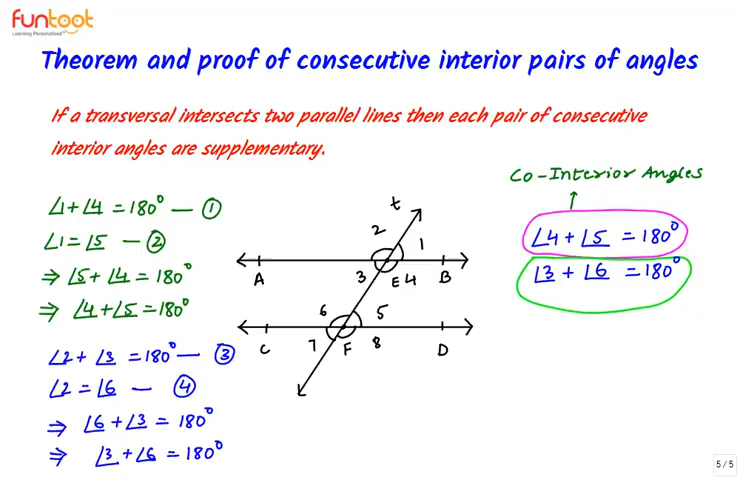 funtoot
Learning Personalized
Theorem and proof of consecutive interior pairs of angles
If a transversal intersects two parallel lines then each pair of consecutive
interior angles are supplementary.
∠1 + ∠4 = 180° — ①
∠1 = ∠5 — ②
⇒ ∠5 + ∠4 = 180°
⇒ ∠4 + ∠5 = 180°
∠2 + ∠3 = 180° — ③
∠2 = ∠6 — ④
⇒ ∠6 + ∠3 = 180°
⇒ ∠3 + ∠6 = 180°
t
2 1
A 3 E 4 B
6 5
C 7 F 8 D
Co-Interior Angles
∠4 + ∠5 = 180°
∠3 + ∠6 = 180°
5/5